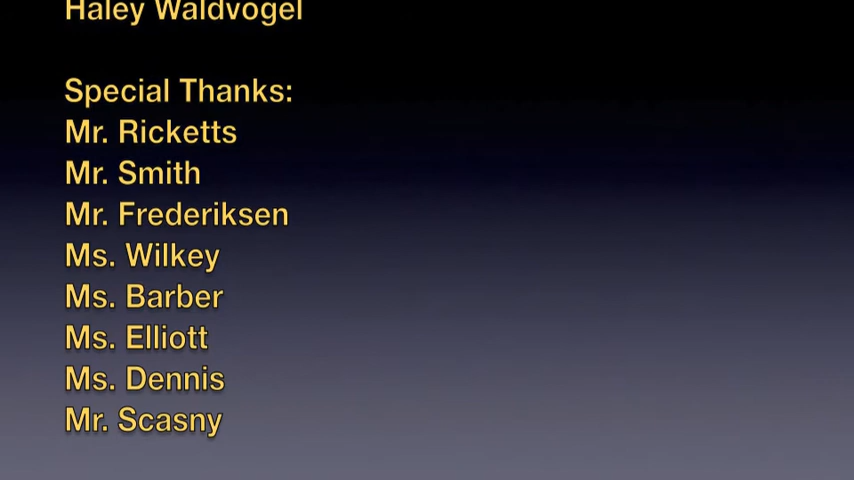 Haley Waldvogel
Special Thanks:
Mr. Ricketts
Mr. Smith
Mr. Frederiksen
Ms. Wilkey
Ms. Barber
Ms. Elliott
Ms. Dennis
Mr. Scasny